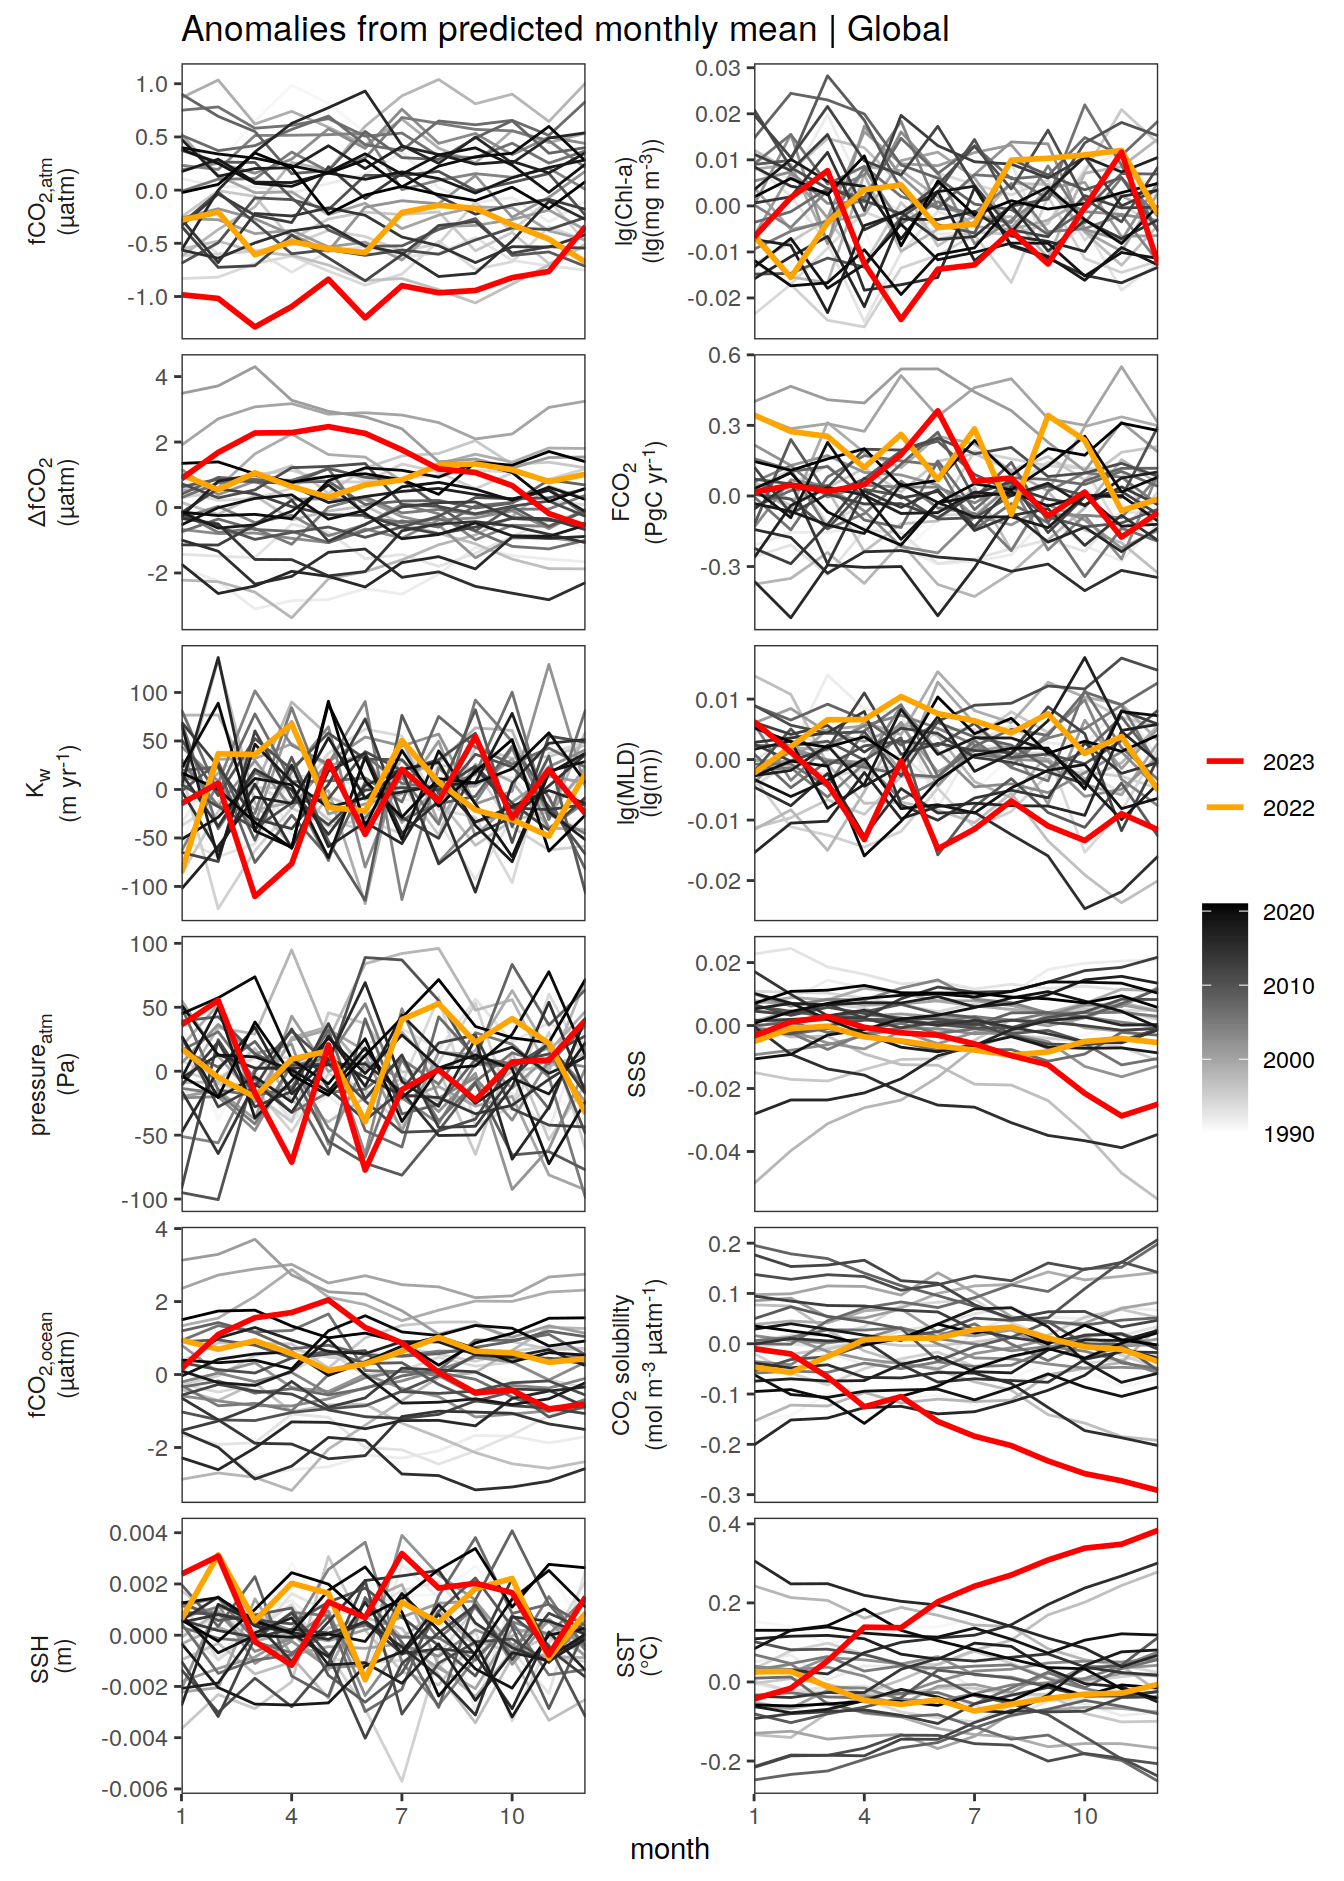 Anomalies from predicted monthly mean | Global
fCO2,atm
(µatm)
1.0
0.5
0.0
-0.5
-1.0
lg(Chl-a)
(lg(mg m-3))
0.03
0.02
0.01
0.00
-0.01
-0.02
ΔfCO2
(µatm)
4
2
0
-2
FCO2
(PgC yr-1)
0.6
0.3
0.0
-0.3
Kw
(m yr-1)
100
50
0
-50
-100
lg(MLD)
(lg(m))
0.01
0.00
-0.01
-0.02
pressureatm
(Pa)
100
50
0
-50
-100
SSS
0.02
0.00
-0.02
-0.04
fCO2,ocean
(µatm)
4
2
0
-2
CO2 solubility
(mol m-3 µatm-1)
0.2
0.1
0.0
-0.1
-0.2
-0.3
SSH
(m)
0.004
0.002
0.000
-0.002
-0.004
-0.006
SST
(°C)
0.4
0.2
0.0
-0.2
1 4 7 10
1 4 7 10
month
2023
2022
2020
2010
2000
1990